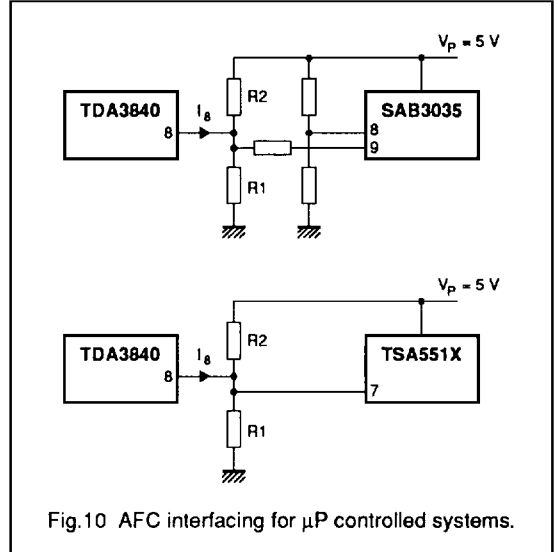 V_P = 5 V
TDA3840
I_8
8
R2
R1
SAB3035
8
9
V_P = 5 V
TDA3840
I_8
8
R2
R1
TSA551X
7
Fig.10 AFC interfacing for µP controlled systems.